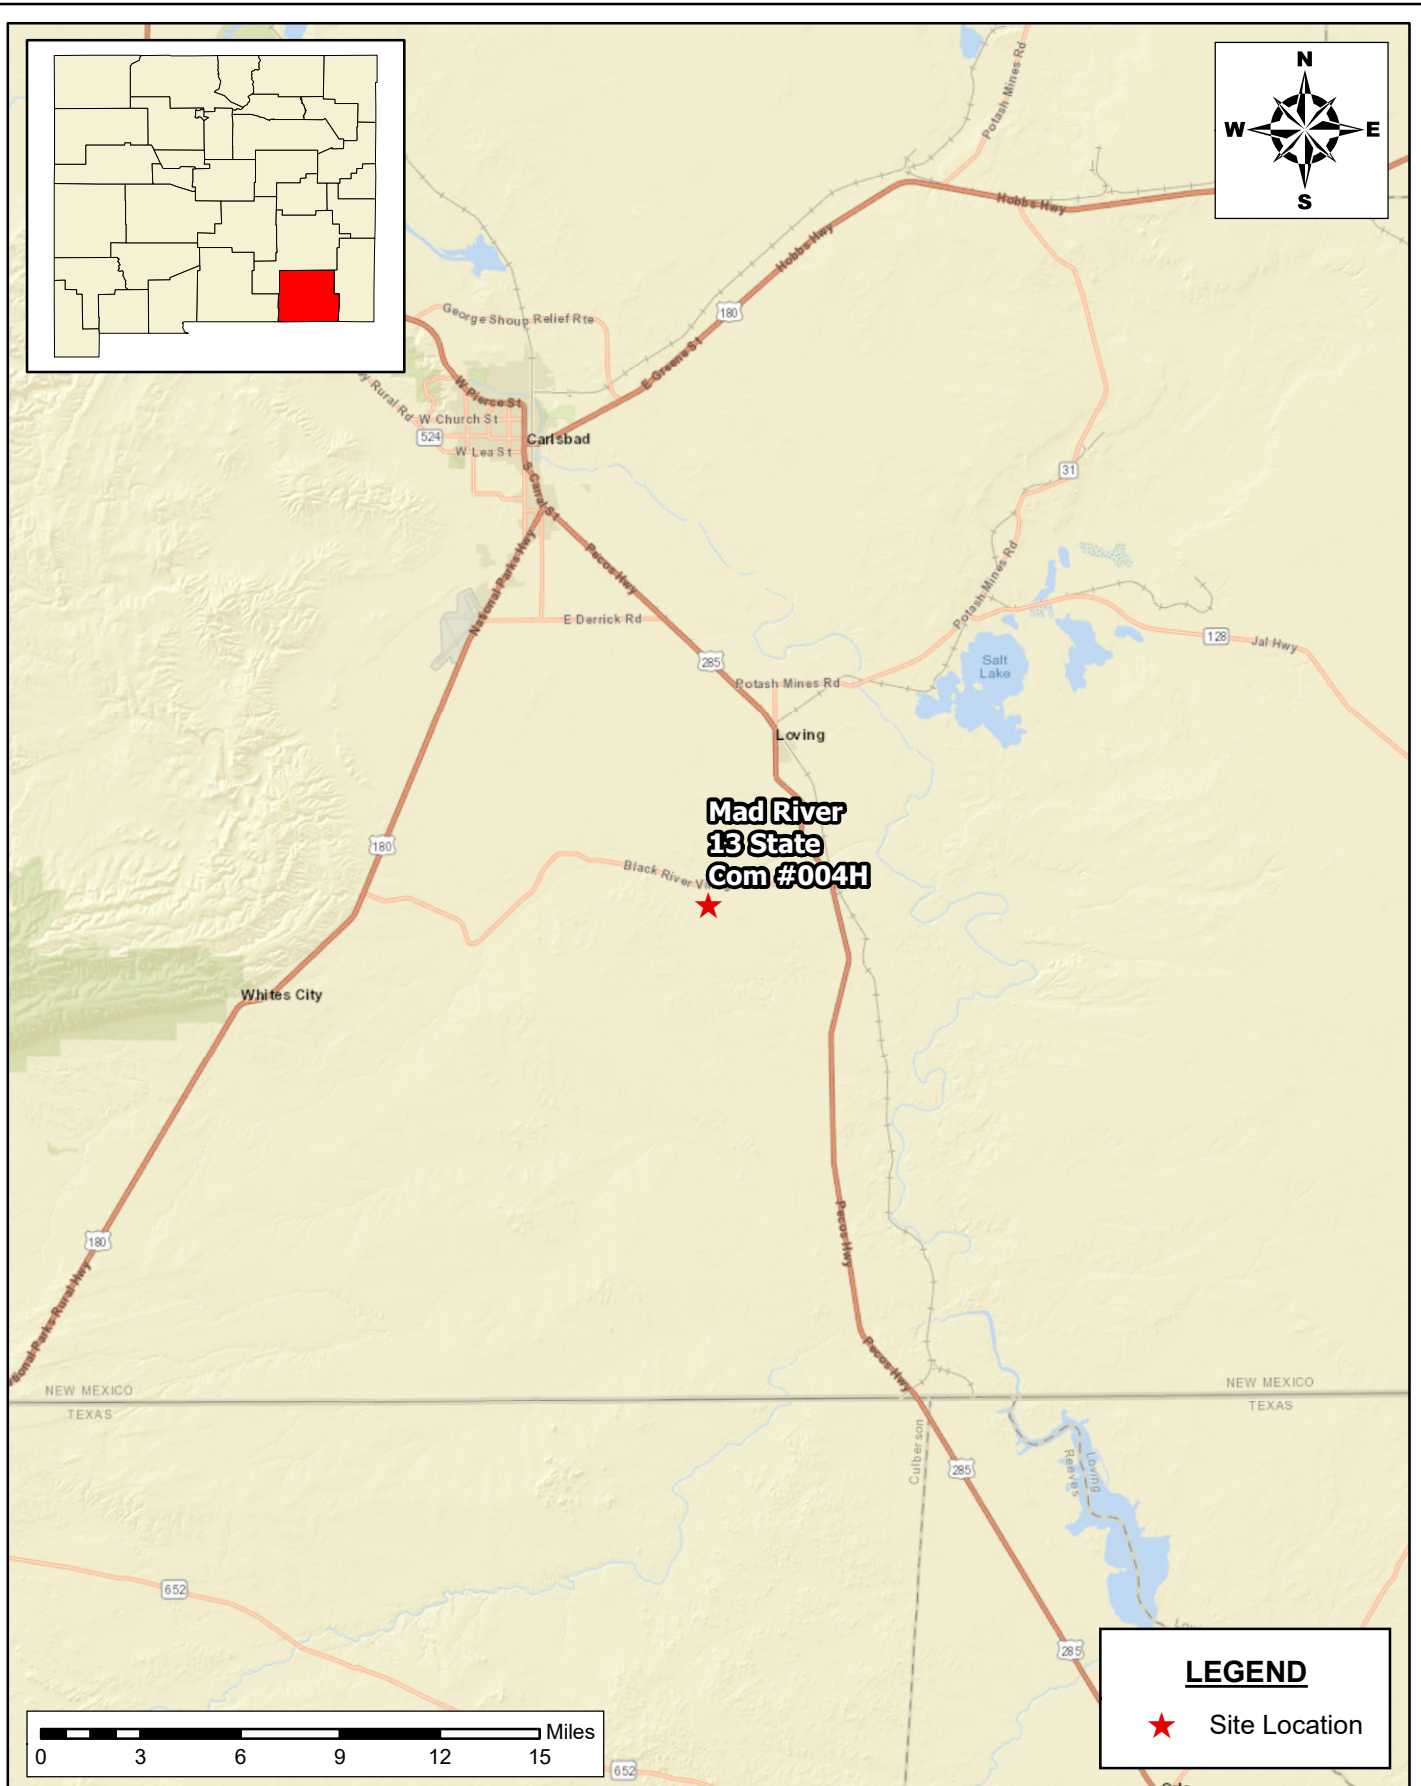 N
W
E
S
Potash Mines Rd
Hobbs Hwy
Hobbs Hwy
180
George Shoup Relief Rte
E Greene St
W Pierce St
Rural Rd
W Church St
524
Carlsbad
W Lea St
31
S Canal St
National Parks Hwy
Pecos Hwy
Potash Mines Rd
E Derrick Rd
128
Jal Hwy
285
Salt
Lake
Potash Mines Rd
Loving
Mad River
13 State
Com #004H
180
Black River
Whites City
Pecos Hwy
180
Parks Rural Hwy
Pecos Hwy
NEW MEXICO
NEW MEXICO
TEXAS
TEXAS
Culberson
Loving
Reeves
285
652
285
LEGEND
Site Location
Miles
0
3
6
9
12
15
652